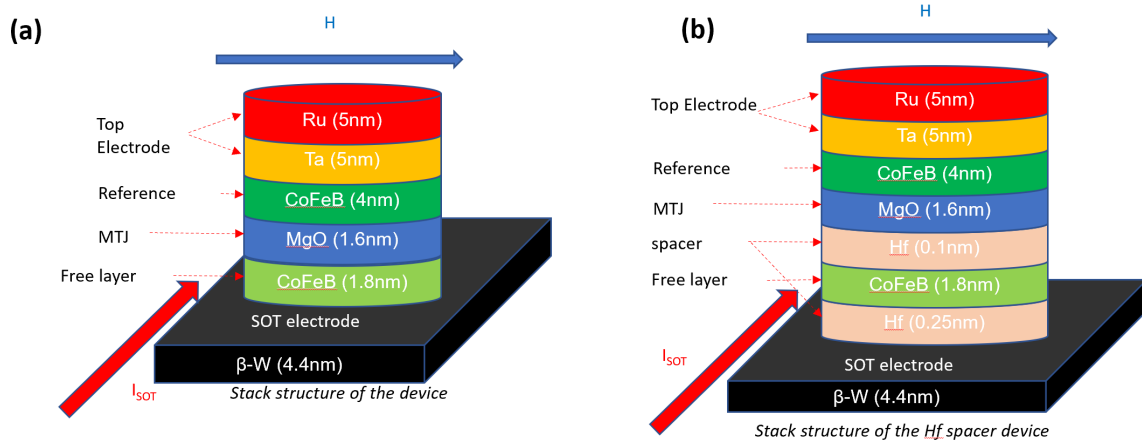 (a)
H
Top
Electrode
Reference
MTJ
Free layer
Ru (5nm)
Ta (5nm)
CoFeB (4nm)
MgO (1.6nm)
CoFeB (1.8nm)
SOT electrode
β-W (4.4nm)
I_SOT
Stack structure of the device
(b)
H
Top Electrode
Reference
MTJ
spacer
Free layer
Ru (5nm)
Ta (5nm)
CoFeB (4nm)
MgO (1.6nm)
Hf (0.1nm)
CoFeB (1.8nm)
Hf (0.25nm)
SOT electrode
β-W (4.4nm)
I_SOT
Stack structure of the Hf spacer device